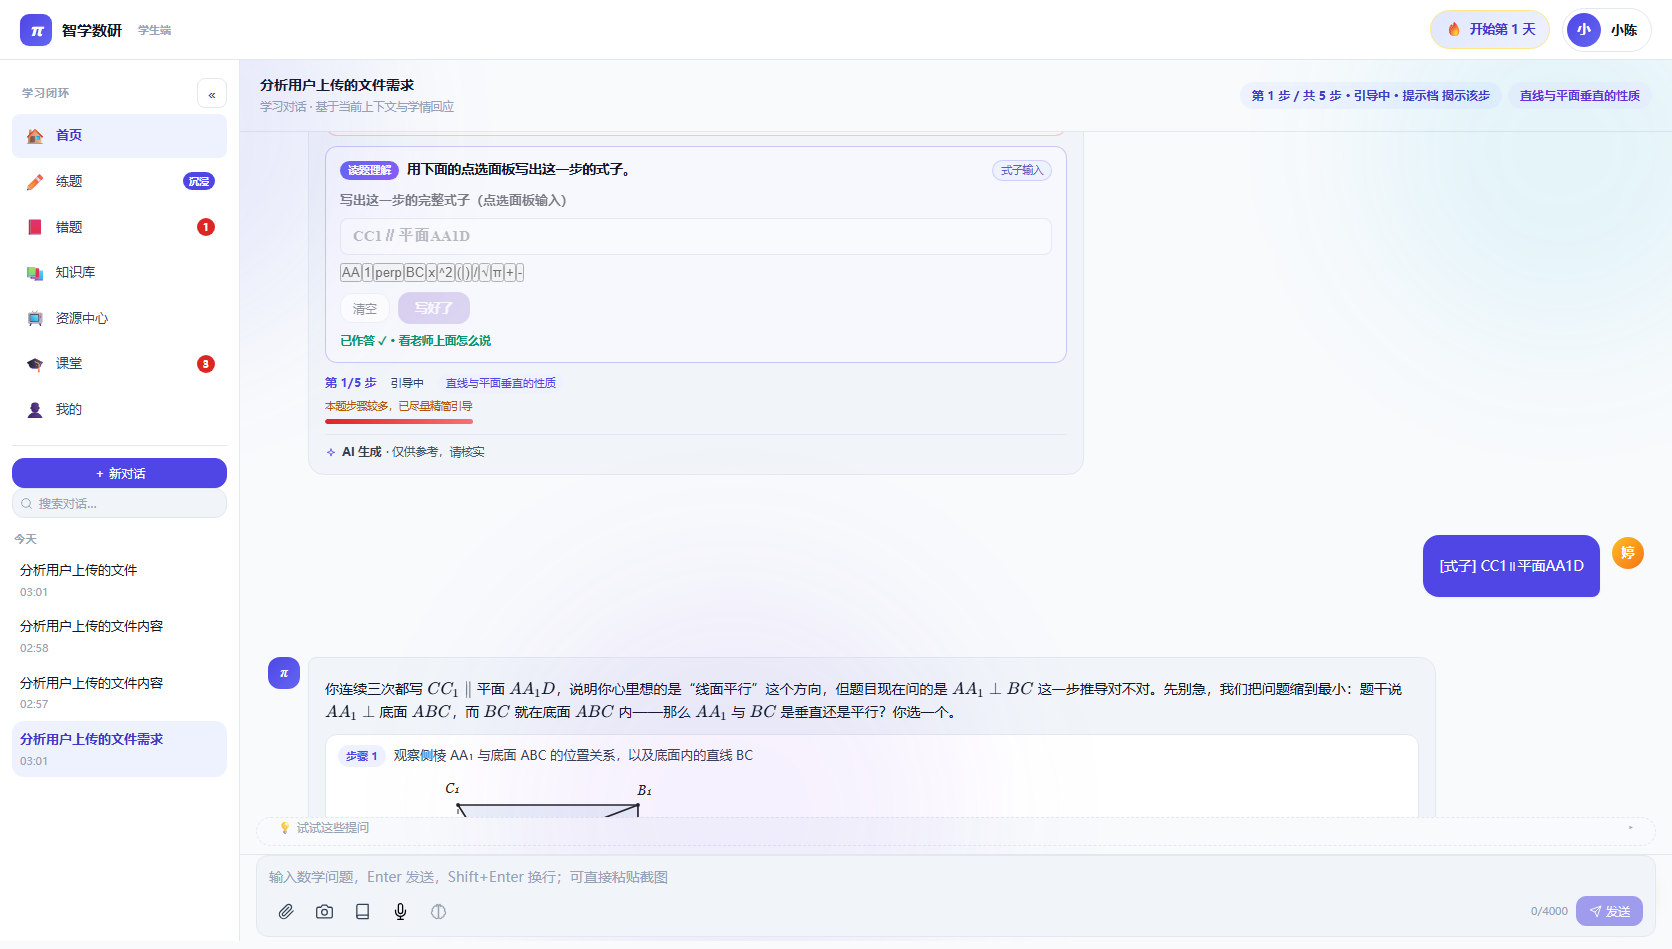 π 智学数研 学生端
开始第 1 天
小 小陈
学习闭环 «
首页
练题 沉浸
错题 1
知识库
资源中心
课堂 3
我的
+ 新对话
搜索对话...
今天
分析用户上传的文件
03:01
分析用户上传的文件内容
02:58
分析用户上传的文件内容
02:57
分析用户上传的文件需求
03:01
分析用户上传的文件需求
学习对话 · 基于当前上下文与学情回应
第 1 步 / 共 5 步 • 引导中 • 提示档 揭示该步
直线与平面垂直的性质
读题理解 用下面的点选面板写出这一步的式子。 式子输入
写出这一步的完整式子（点选面板输入）
CC1∥平面AA1D
AA 1 perp BC x ^2 ( ) / √ π + -
清空 写好了
已作答 ✓ • 看老师上面怎么说
第 1/5 步 引导中 直线与平面垂直的性质
本题步骤较多，已尽量精简引导
AI 生成 · 仅供参考，请核实
[式子] CC1∥平面AA1D
婷
π
你连续三次都写 CC₁ ∥ 平面 AA₁D，说明你心里想的是“线面平行”这个方向，但题目现在问的是 AA₁ ⊥ BC 这一步推导对不对。先别急，我们把问题缩到最小：题干说
AA₁ ⊥ 底面 ABC，而 BC 就在底面 ABC 内——那么 AA₁ 与 BC 是垂直还是平行？你选一个。
步骤 1 观察侧棱 AA₁ 与底面 ABC 的位置关系，以及底面内的直线 BC
C₁ B₁
试试这些提问
输入数学问题，Enter 发送，Shift+Enter 换行；可直接粘贴截图
0/4000 发送